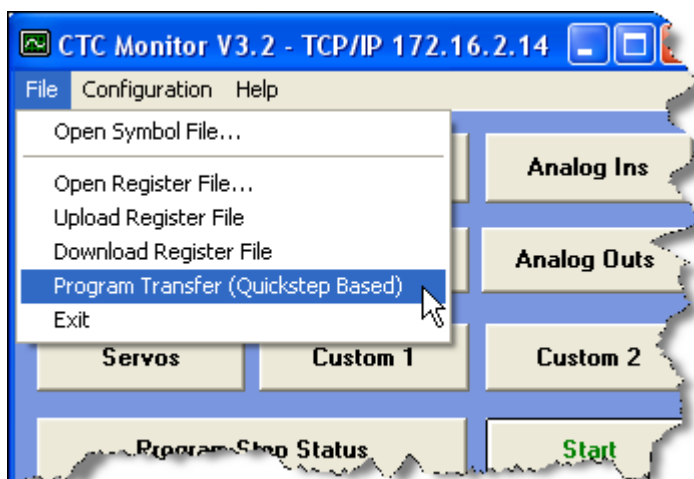 CTC Monitor V3.2 - TCP/IP 172.16.2.14
File Configuration Help
Open Symbol File...
Open Register File...
Upload Register File
Download Register File
Program Transfer (Quickstep Based)
Exit
Analog Ins
Analog Outs
Servos Custom 1 Custom 2
Program Step Status Start